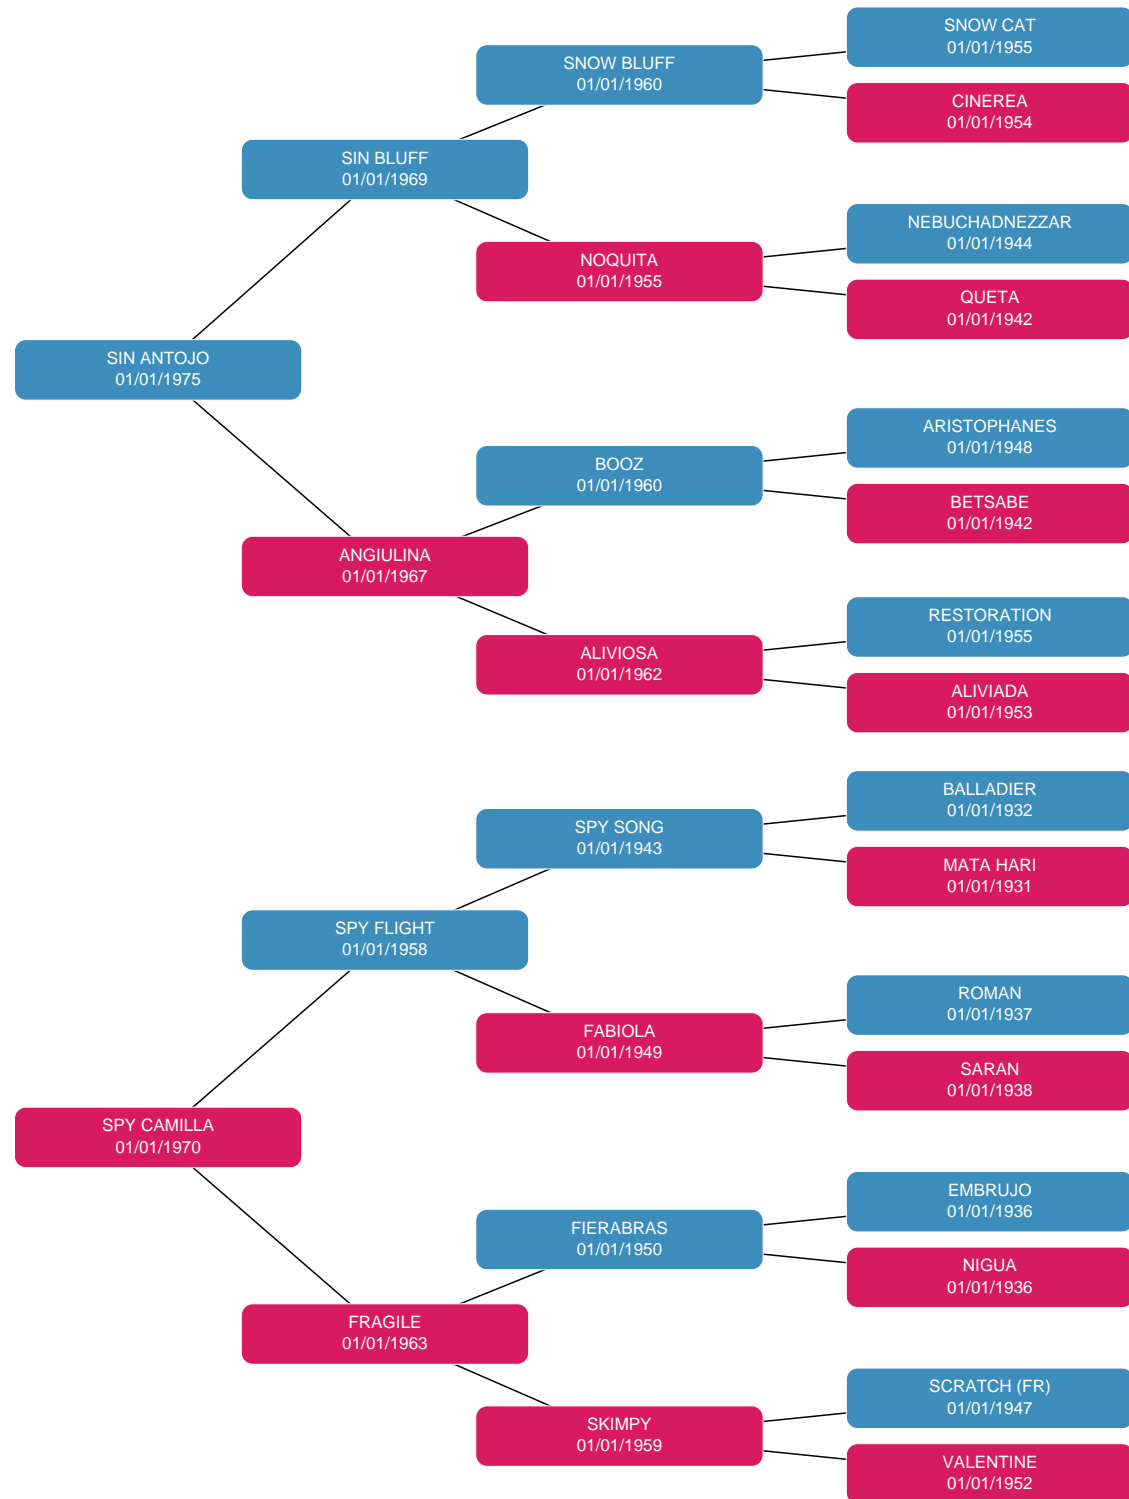 SNOW CAT
01/01/1955
SNOW BLUFF
01/01/1960
CINEREA
01/01/1954
SIN BLUFF
01/01/1969
NEBUCHADNEZZAR
01/01/1944
NOQUITA
01/01/1955
QUETA
01/01/1942
SIN ANTOJO
01/01/1975
ARISTOPHANES
01/01/1948
BOOZ
01/01/1960
BETSABE
01/01/1942
ANGIULINA
01/01/1967
RESTORATION
01/01/1955
ALIVIOSA
01/01/1962
ALIVIADA
01/01/1953
BALLADIER
01/01/1932
SPY SONG
01/01/1943
MATA HARI
01/01/1931
SPY FLIGHT
01/01/1958
ROMAN
01/01/1937
FABIOLA
01/01/1949
SARAN
01/01/1938
SPY CAMILLA
01/01/1970
EMBRUJO
01/01/1936
FIERABRAS
01/01/1950
NIGUA
01/01/1936
FRAGILE
01/01/1963
SCRATCH (FR)
01/01/1947
SKIMPY
01/01/1959
VALENTINE
01/01/1952